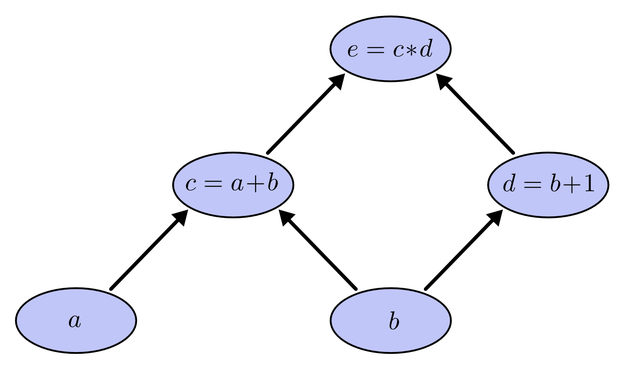 e = c*d
c = a+b
d = b+1
a
b